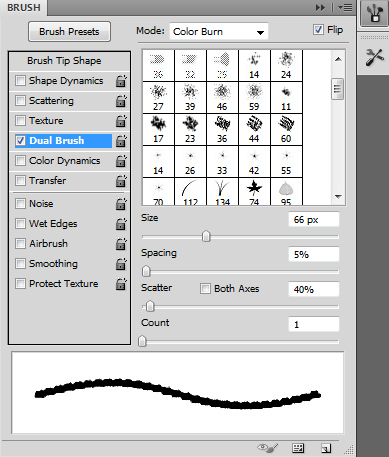 BRUSH
Brush Presets
Mode: Color Burn
Flip
Brush Tip Shape
Shape Dynamics
Scattering
Texture
Dual Brush
Color Dynamics
Transfer
Noise
Wet Edges
Airbrush
Smoothing
Protect Texture
36 32 25 14 24
27 39 46 59 11
17 23 36 44 60
14 26 33 42 55
70 112 134 74 95
Size 66 px
Spacing 5%
Scatter Both Axes 40%
Count 1